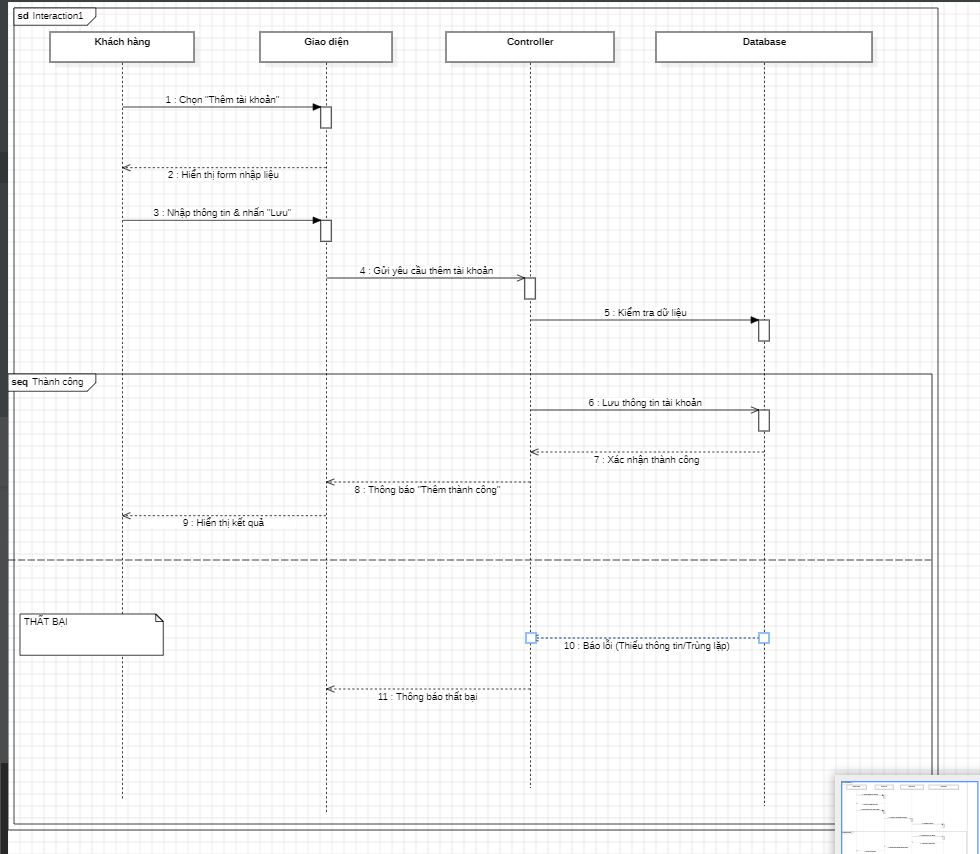 sd Interaction1
Khách hàng
Giao diện
Controller
Database
1 : Chọn "Thêm tài khoản"
2 : Hiển thị form nhập liệu
3 : Nhập thông tin & nhấn "Lưu"
4 : Gửi yêu cầu thêm tài khoản
5 : Kiểm tra dữ liệu
seq Thành công
6 : Lưu thông tin tài khoản
7 : Xác nhận thành công
8 : Thông báo "Thêm thành công"
9 : Hiển thị kết quả
THẤT BẠI
10 : Báo lỗi (Thiếu thông tin/Trùng lặp)
11 : Thông báo thất bại